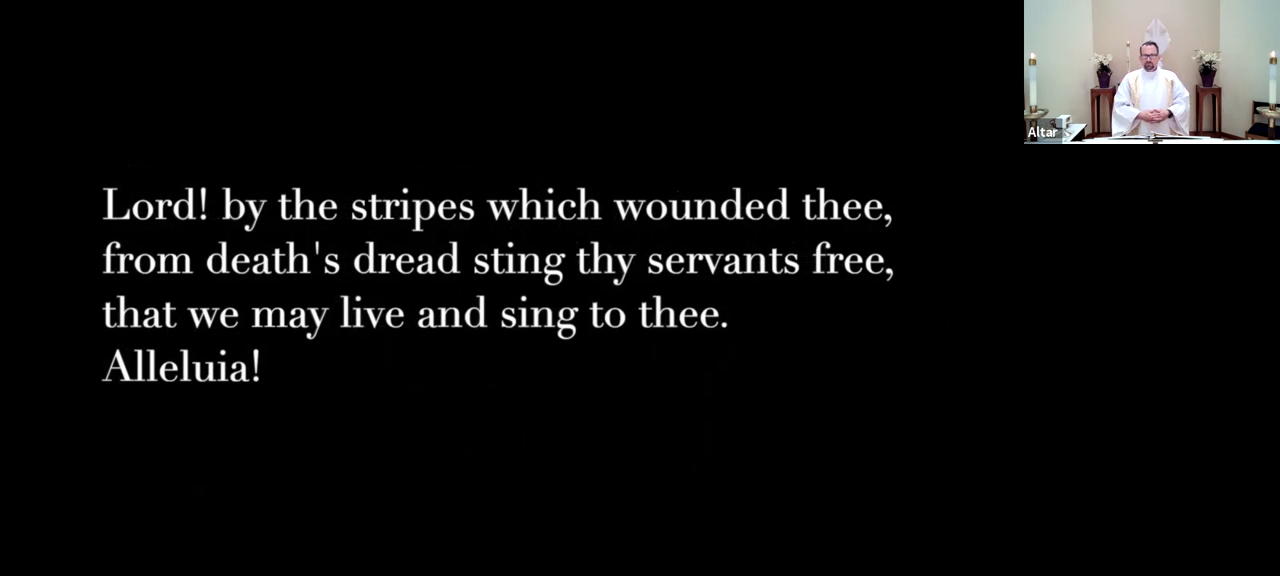 Lord! by the stripes which wounded thee,
from death's dread sting thy servants free,
that we may live and sing to thee.
Alleluia!
Altar